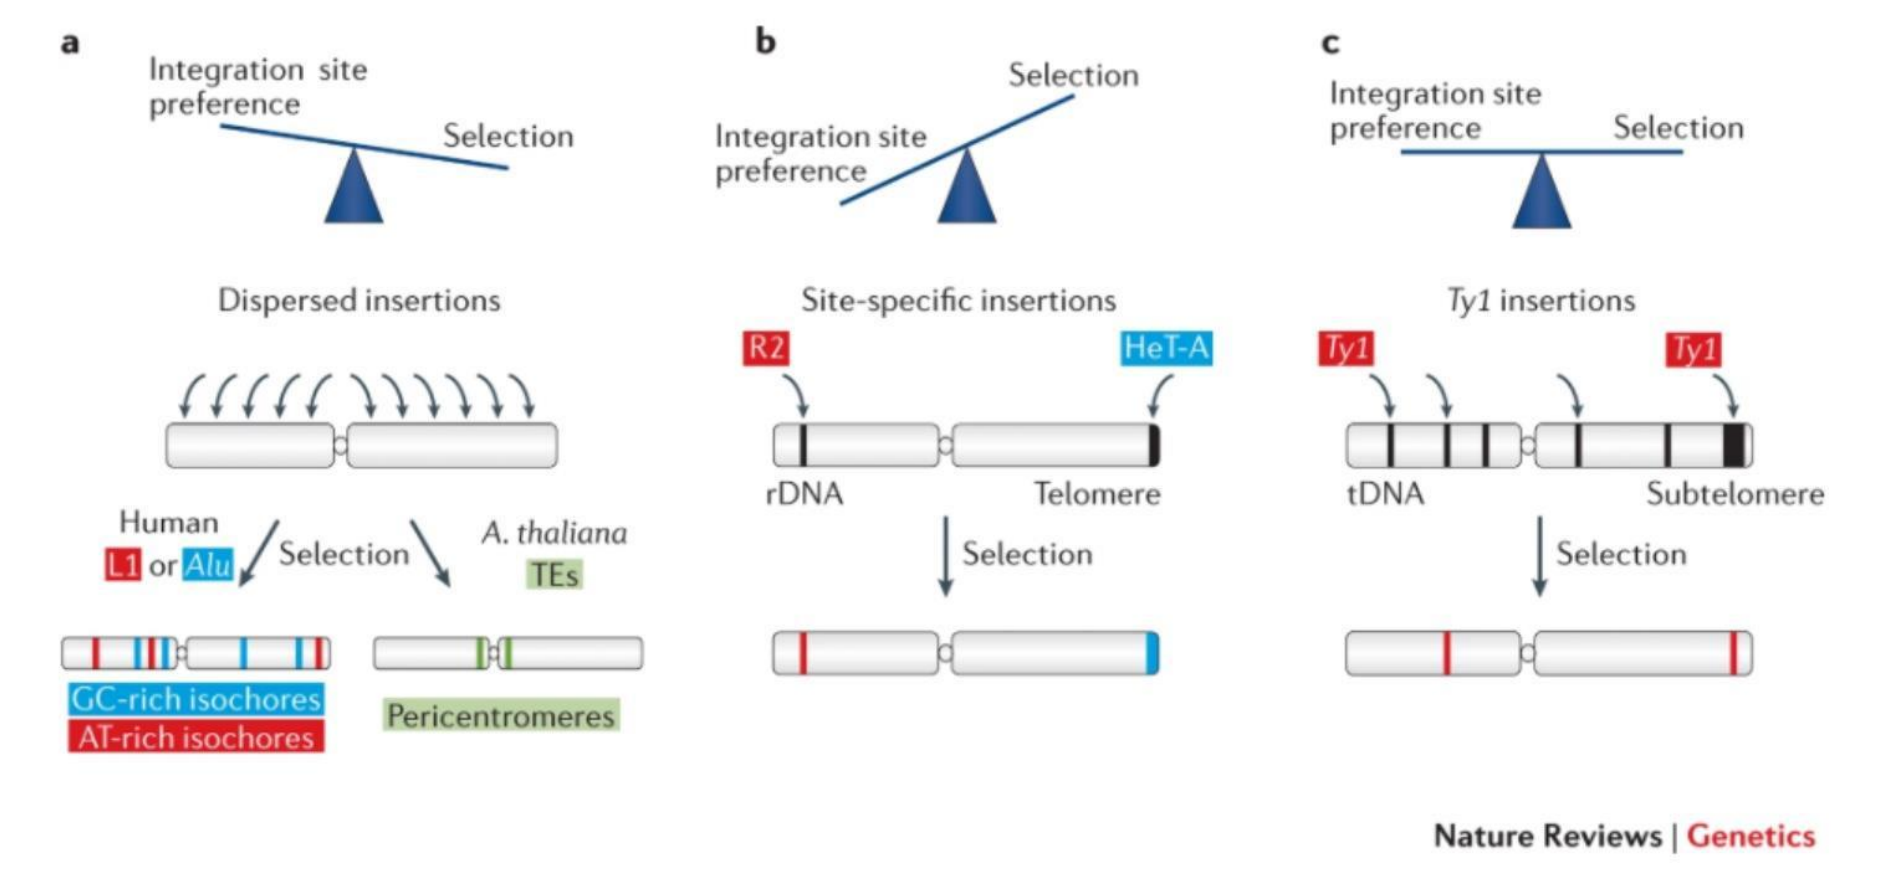 a
Integration site
preference
Selection
Dispersed insertions
Human
L1 or Alu
Selection
A. thaliana
TEs
GC-rich isochores
AT-rich isochores
Pericentromeres
b
Selection
Integration site
preference
Site-specific insertions
R2
HeT-A
rDNA
Telomere
Selection
c
Integration site
preference
Selection
Ty1 insertions
Ty1
Ty1
tDNA
Subtelomere
Selection
Nature Reviews | Genetics